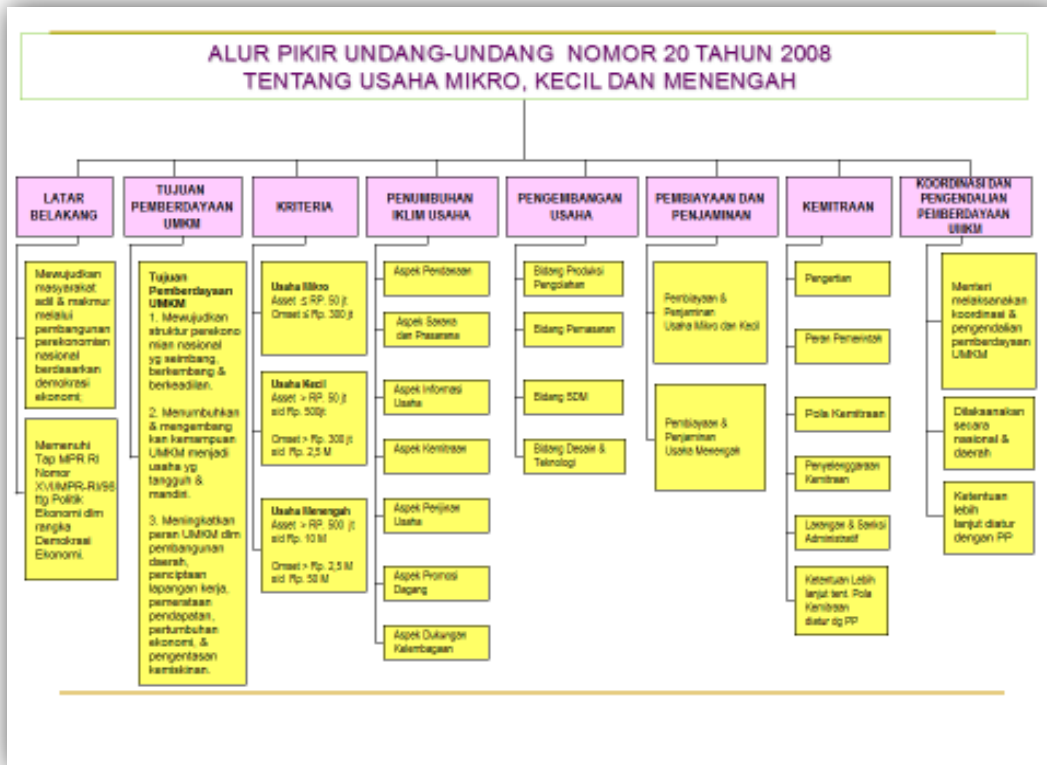 ALUR PIKIR UNDANG-UNDANG NOMOR 20 TAHUN 2008
TENTANG USAHA MIKRO, KECIL DAN MENENGAH
LATAR
BELAKANG
Mewujudkan
masyarakat
adil & makmur
melalui
pembangunan
perekonomian
nasional
berdasarkan
demokrasi
ekonomi;
Memenuhi
Tap MPR RI
Nomor
XVI/MPR-RI/98
ttg Politik
Ekonomi dlm
rangka
Demokrasi
Ekonomi.
TUJUAN
PEMBERDAYAAN
UMKM
Tujuan
Pemberdayaan
UMKM
1. Mewujudkan
struktur perekono
mian nasional
yg seimbang,
berkembang &
berkeadilan.
2. Menumbuhkan
& mengembang
kan kemampuan
UMKM menjadi
usaha yg
tangguh &
mandiri.
3. Meningkatkan
peran UMKM dlm
pembangunan
daerah,
penciptaan
lapangan kerja,
pemerataan
pendapatan,
pertumbuhan
ekonomi, &
pengentasan
kemiskinan.
KRITERIA
Usaha Mikro
Asset ≤ RP. 50 jt
Omset ≤ Rp. 300 jt
Usaha Kecil
Asset > RP. 50 jt
s/d Rp. 500jt
Omset > Rp. 300 jt
s/d Rp. 2,5 M
Usaha Menengah
Asset > RP. 500 jt
s/d Rp. 10 M
Omset > Rp. 2,5 M
s/d Rp. 50 M
PENUMBUHAN
IKLIM USAHA
Aspek Pendanaan
Aspek Sarana
dan Prasarana
Aspek Informasi
Usaha
Aspek Kemitraan
Aspek Perijinan
Usaha
Aspek Promosi
Dagang
Aspek Dukungan
Kelembagaan
PENGEMBANGAN
USAHA
Bidang Produksi
Pengolahan
Bidang Pemasaran
Bidang SDM
Bidang Desain &
Teknologi
PEMBIAYAAN DAN
PENJAMINAN
Pembiayaan &
Penjaminan
Usaha Mikro dan Kecil
Pembiayaan &
Penjaminan
Usaha Menengah
KEMITRAAN
Pengertian
Peran Pemerintah
Pola Kemitraan
Penyelenggaraan
Kemitraan
Larangan & Sanksi
Administratif
Ketentuan Lebih
lanjut tent. Pola
Kemitraan
diatur dg PP
KOORDINASI DAN
PENGENDALIAN
PEMBERDAYAAN
UMKM
Menteri
melaksanakan
koordinasi &
pengendalian
pemberdayaan
UMKM
Dilaksanakan
secara
nasional &
daerah
Ketentuan
lebih
lanjut diatur
dengan PP